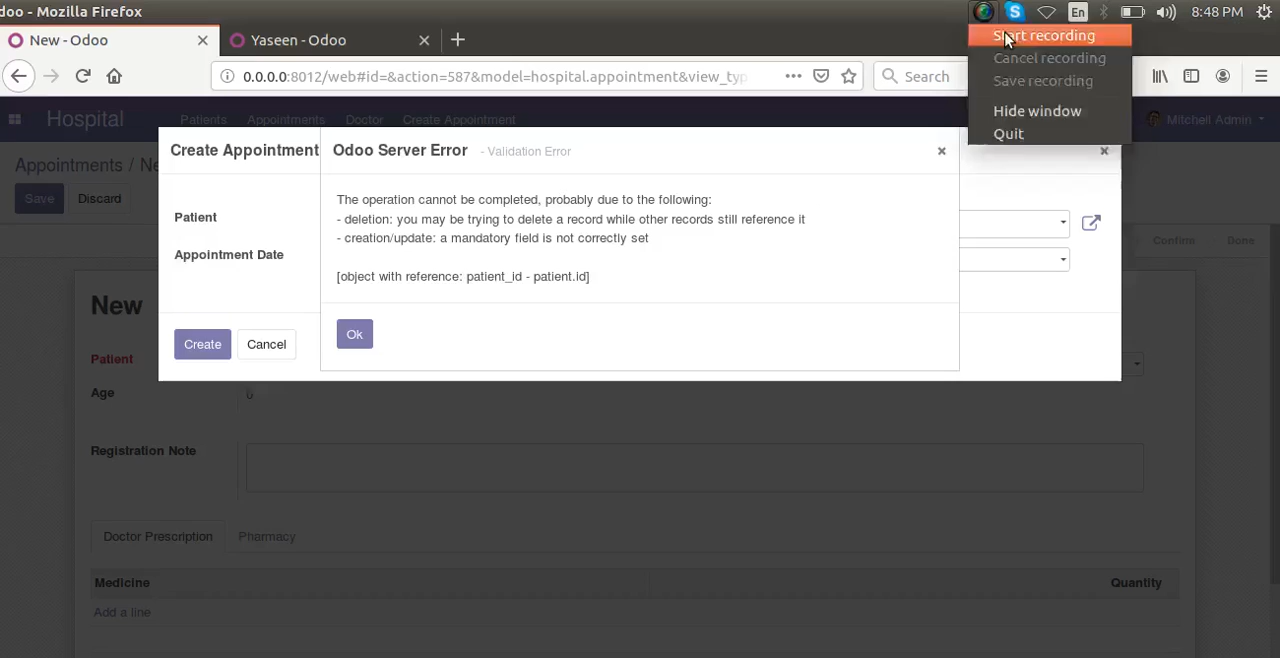 doo - Mozilla Firefox
En
8:48 PM
New - Odoo
Yaseen - Odoo
Start recording
Cancel recording
Save recording
Hide window
Quit
0.0.0.0:8012/web#id=&action=587&model=hospital.appointment&view_typ
Search
Hospital
Patients
Appointments
Doctor
Create Appointment
Mitchell Admin
Appointments / Ne
Save
Discard
Confirm
Done
Create Appointment
Odoo Server Error
- Validation Error
The operation cannot be completed, probably due to the following:
- deletion: you may be trying to delete a record while other records still reference it
- creation/update: a mandatory field is not correctly set
[object with reference: patient_id - patient.id]
Ok
Patient
Appointment Date
Create
Cancel
New
Patient
Age
0
Registration Note
Doctor Prescription
Pharmacy
Medicine
Quantity
Add a line